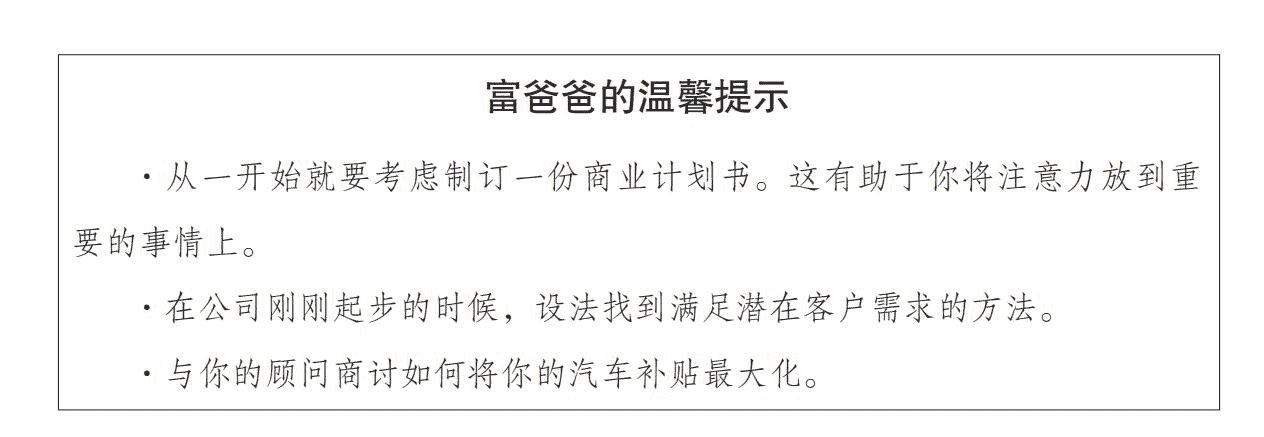 富爸爸的温馨提示
·从一开始就要考虑制订一份商业计划书。这有助于你将注意力放到重
要的事情上。
·在公司刚刚起步的时候，设法找到满足潜在客户需求的方法。
·与你的顾问商讨如何将你的汽车补贴最大化。